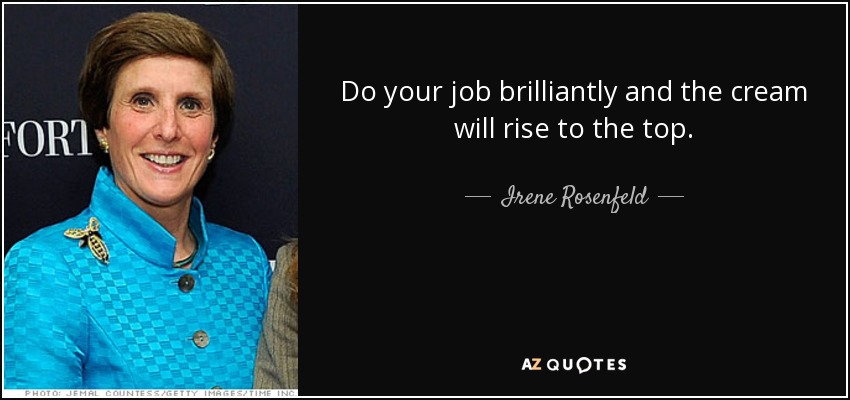 FORT
Do your job brilliantly and the cream
will rise to the top.
Irene Rosenfeld
AZ QUOTES
PHOTO: JEMAL COUNTESS/GETTY IMAGES/TIME INC